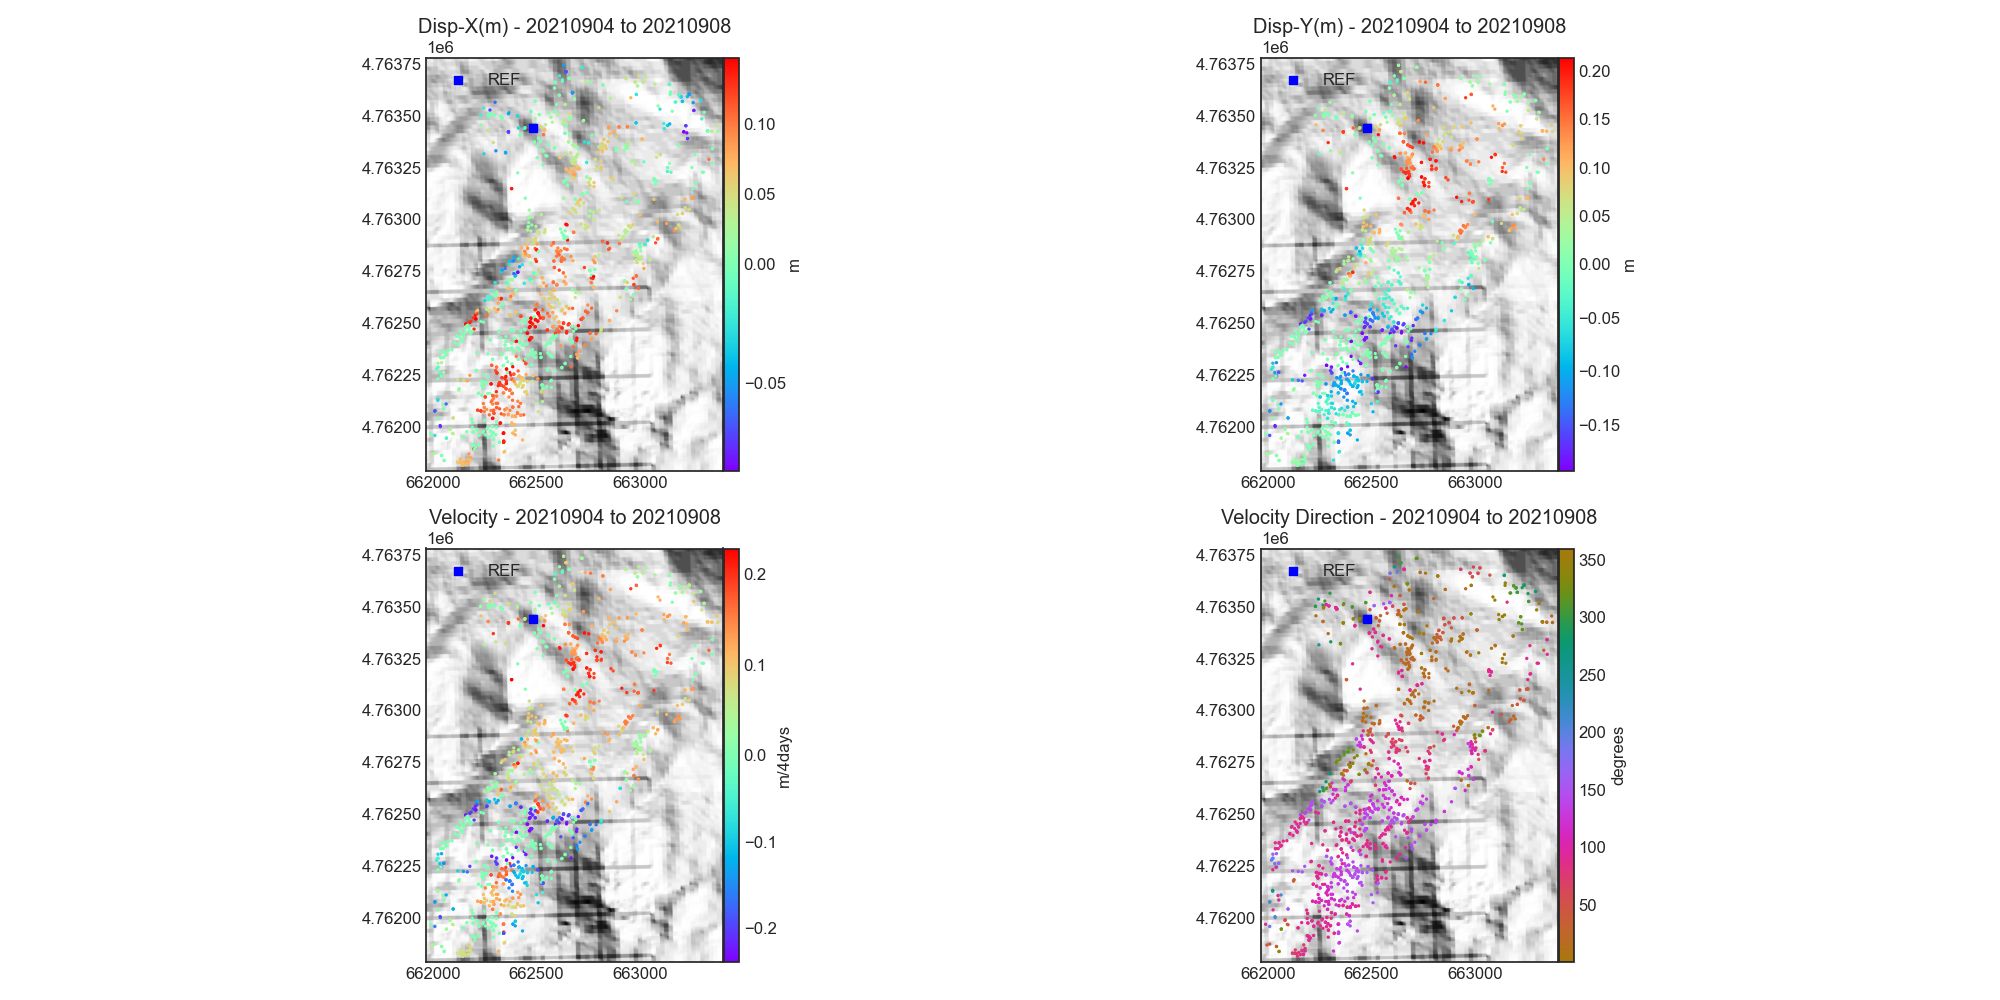 Disp-X(m) - 20210904 to 20210908
1e6
REF
4.76375
4.76350
4.76325
4.76300
4.76275
4.76250
4.76225
4.76200
662000 662500 663000
0.10
0.05
0.00
−0.05
m
Disp-Y(m) - 20210904 to 20210908
1e6
REF
4.76375
4.76350
4.76325
4.76300
4.76275
4.76250
4.76225
4.76200
662000 662500 663000
0.20
0.15
0.10
0.05
0.00
−0.05
−0.10
−0.15
m
Velocity - 20210904 to 20210908
1e6
REF
4.76375
4.76350
4.76325
4.76300
4.76275
4.76250
4.76225
4.76200
662000 662500 663000
0.2
0.1
0.0
−0.1
−0.2
m/4days
Velocity Direction - 20210904 to 20210908
1e6
REF
4.76375
4.76350
4.76325
4.76300
4.76275
4.76250
4.76225
4.76200
662000 662500 663000
350
300
250
200
150
100
50
degrees